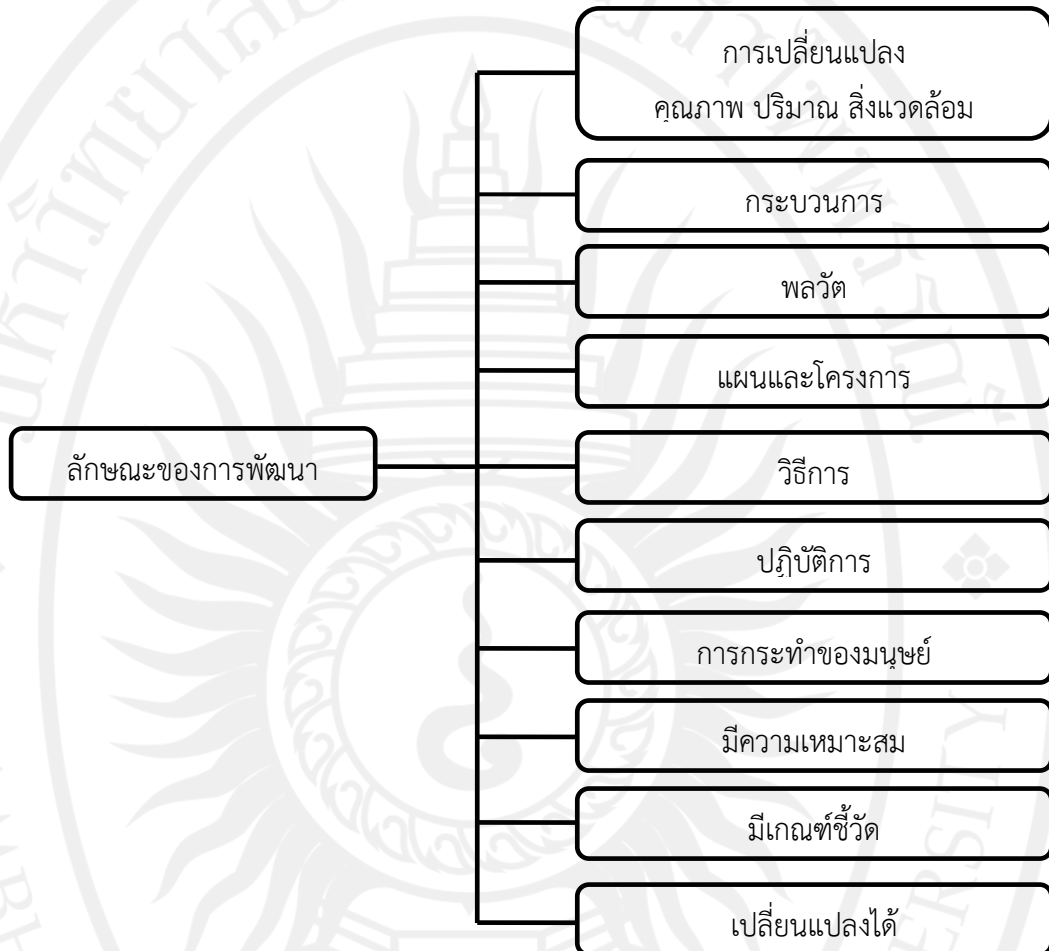 การเปลี่ยนแปลง
คุณภาพ ปริมาณ สิ่งแวดล้อม
กระบวนการ
พลวัต
แผนและโครงการ
ลักษณะของการพัฒนา
วิธีการ
ปฏิบัติการ
การกระทำของมนุษย์
มีความเหมาะสม
มีเกณฑ์ชี้วัด
เปลี่ยนแปลงได้